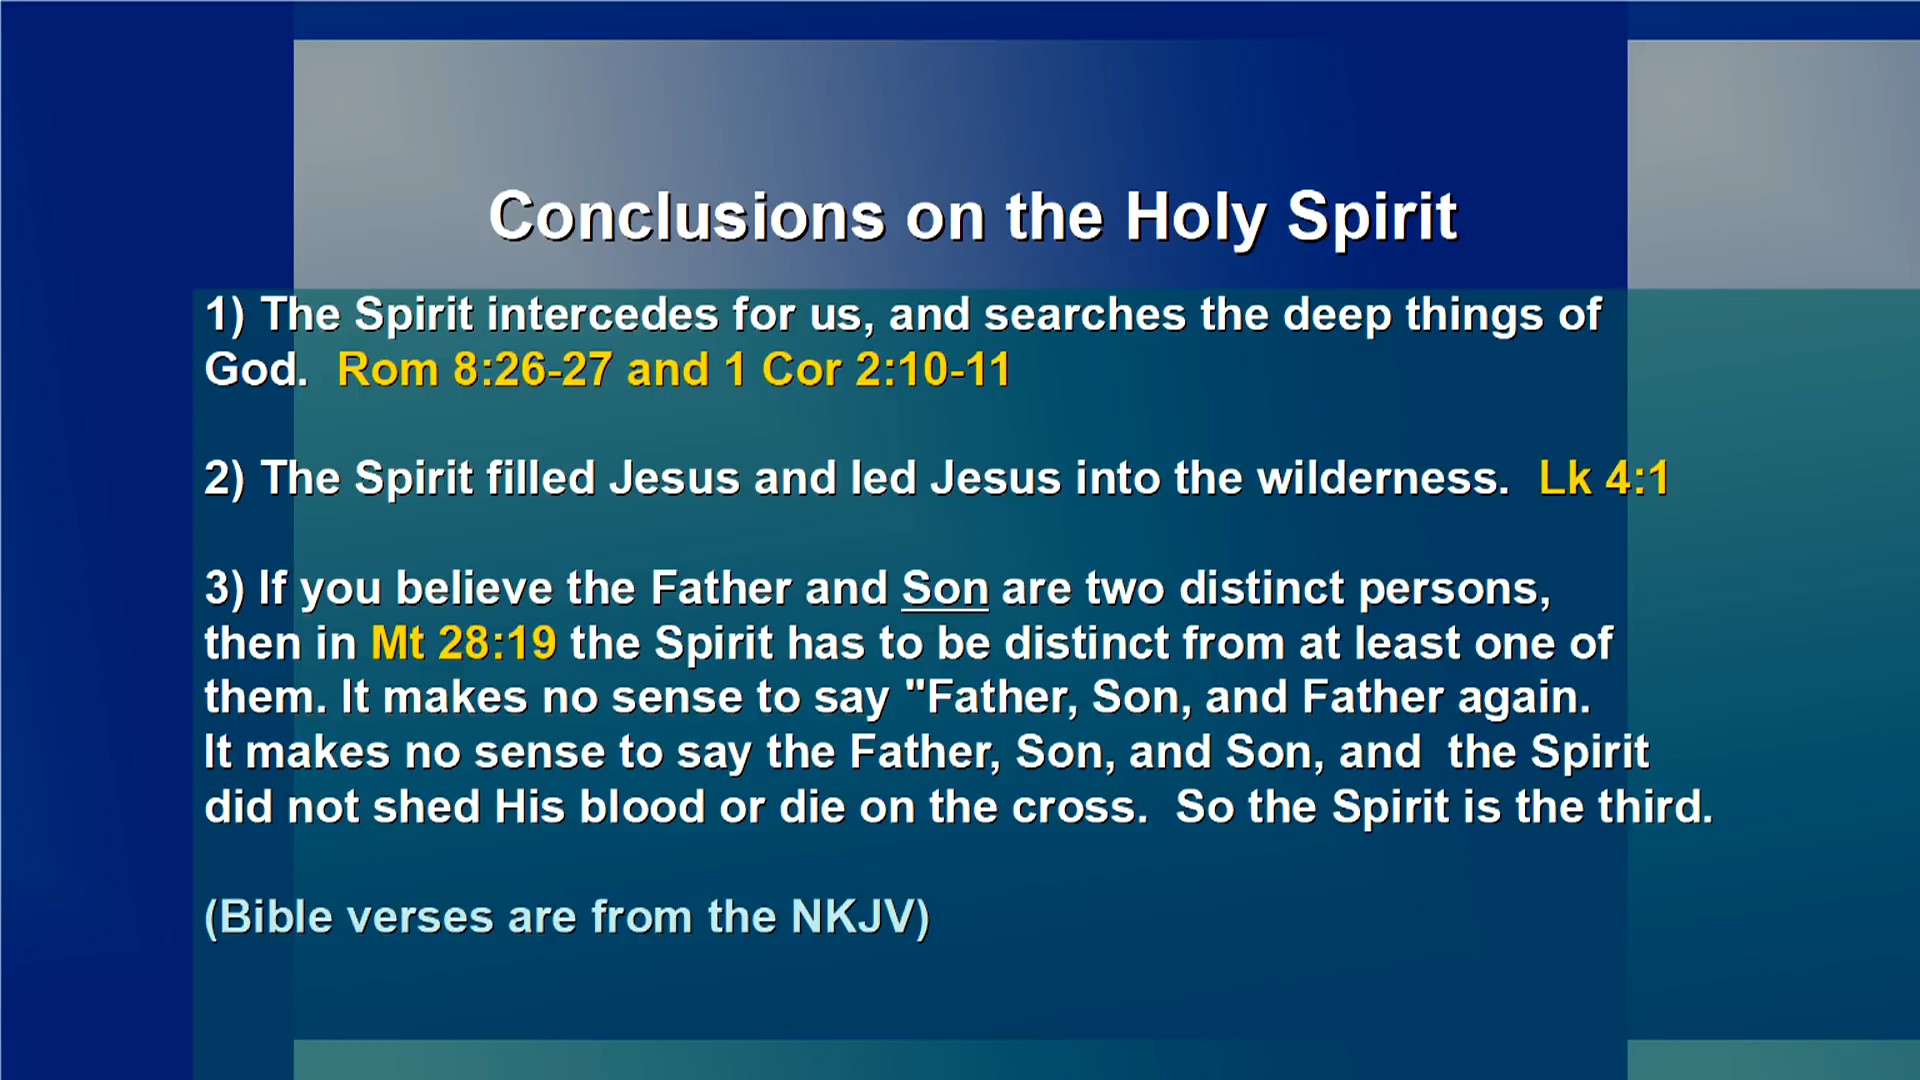 Conclusions on the Holy Spirit
1) The Spirit intercedes for us, and searches the deep things of
God.  Rom 8:26-27 and 1 Cor 2:10-11
2) The Spirit filled Jesus and led Jesus into the wilderness.  Lk 4:1
3) If you believe the Father and Son are two distinct persons,
then in Mt 28:19 the Spirit has to be distinct from at least one of
them. It makes no sense to say "Father, Son, and Father again.
It makes no sense to say the Father, Son, and Son, and  the Spirit
did not shed His blood or die on the cross.  So the Spirit is the third.
(Bible verses are from the NKJV)